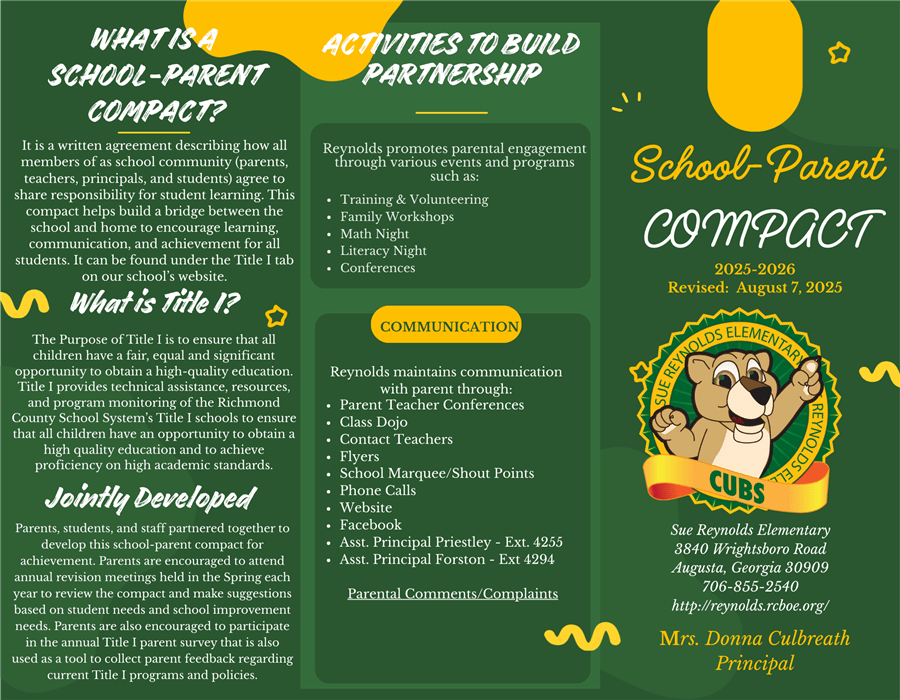 WHAT IS A
SCHOOL-PARENT
COMPACT?
It is a written agreement describing how all
members of as school community (parents,
teachers, principals, and students) agree to
share responsibility for student learning. This
compact helps build a bridge between the
school and home to encourage learning,
communication, and achievement for all
students. It can be found under the Title I tab
on our school's website.
What is Title I?
The Purpose of Title I is to ensure that all
children have a fair, equal and significant
opportunity to obtain a high-quality education.
Title I provides technical assistance, resources,
and program monitoring of the Richmond
County School System's Title I schools to ensure
that all children have an opportunity to obtain a
high quality education and to achieve
proficiency on high academic standards.
Jointly Developed
Parents, students, and staff partnered together to
develop this school-parent compact for
achievement. Parents are encouraged to attend
annual revision meetings held in the Spring each
year to review the compact and make suggestions
based on student needs and school improvement
needs. Parents are also encouraged to participate
in the annual Title I parent survey that is also
used as a tool to collect parent feedback regarding
current Title I programs and policies.
ACTIVITIES TO BUILD
PARTNERSHIP
Reynolds promotes parental engagement
through various events and programs
such as:
• Training & Volunteering
• Family Workshops
• Math Night
• Literacy Night
• Conferences
COMMUNICATION
Reynolds maintains communication
with parent through:
• Parent Teacher Conferences
• Class Dojo
• Contact Teachers
• Flyers
• School Marquee/Shout Points
• Phone Calls
• Website
• Facebook
• Asst. Principal Priestley - Ext. 4255
• Asst. Principal Forston - Ext 4294
Parental Comments/Complaints
School-Parent
COMPACT
2025-2026
Revised: August 7, 2025
SUE REYNOLDS ELEMENTARY
REYNOLDS
CUBS
Sue Reynolds Elementary
3840 Wrightsboro Road
Augusta, Georgia 30909
706-855-2540
http://reynolds.rcboe.org/
Mrs. Donna Culbreath
Principal